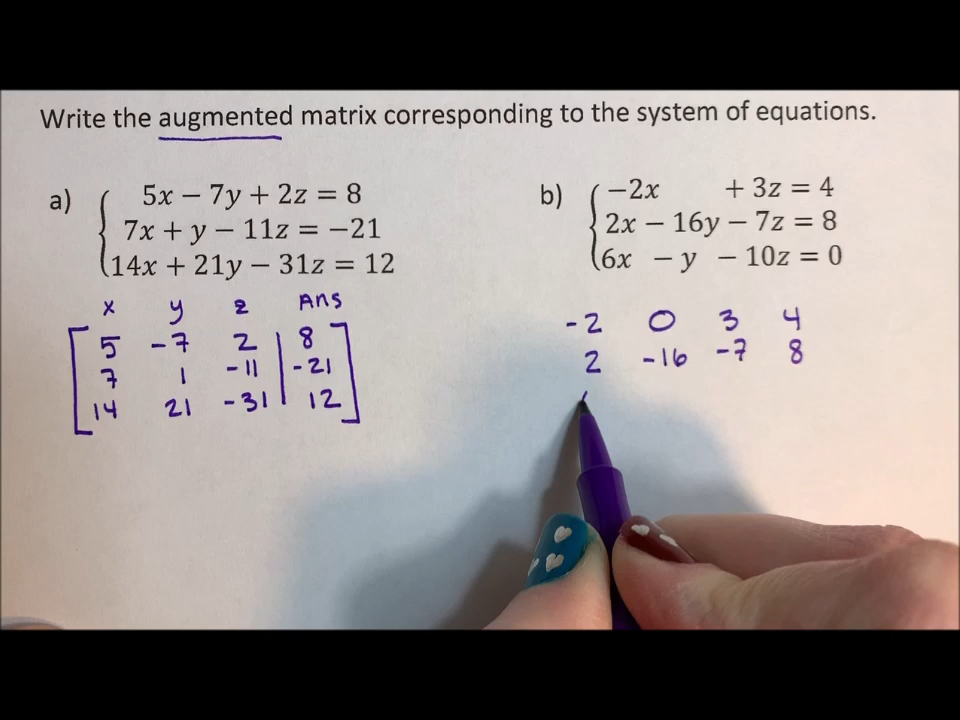 Write the augmented matrix corresponding to the system of equations.
a) 5x − 7y + 2z = 8
7x + y − 11z = −21
14x + 21y − 31z = 12
x y z Ans
5 -7 2 | 8
7 1 -11 | -21
14 21 -31 | 12
b) −2x + 3z = 4
2x − 16y − 7z = 8
6x − y − 10z = 0
-2 0 3 4
2 -16 -7 8